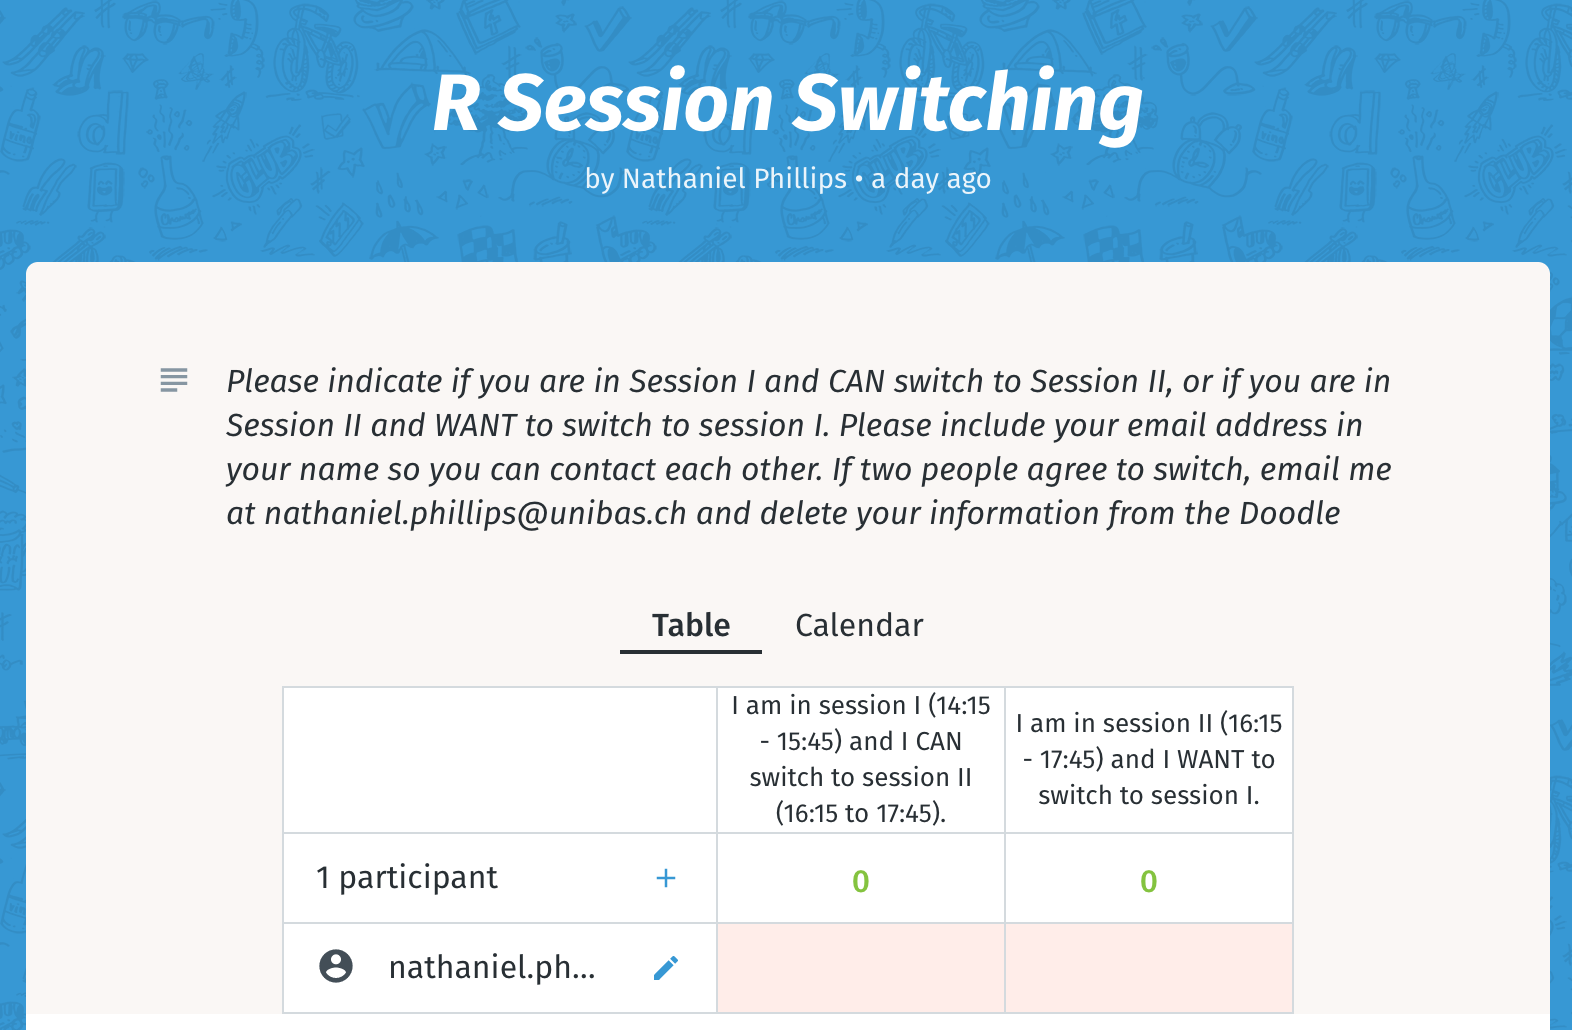 R Session Switching
by Nathaniel Phillips • a day ago
Please indicate if you are in Session I and CAN switch to Session II, or if you are in
Session II and WANT to switch to session I. Please include your email address in
your name so you can contact each other. If two people agree to switch, email me
at nathaniel.phillips@unibas.ch and delete your information from the Doodle
Table Calendar
I am in session I (14:15
- 15:45) and I CAN
switch to session II
(16:15 to 17:45).
I am in session II (16:15
- 17:45) and I WANT to
switch to session I.
1 participant + 0 0
nathaniel.ph...